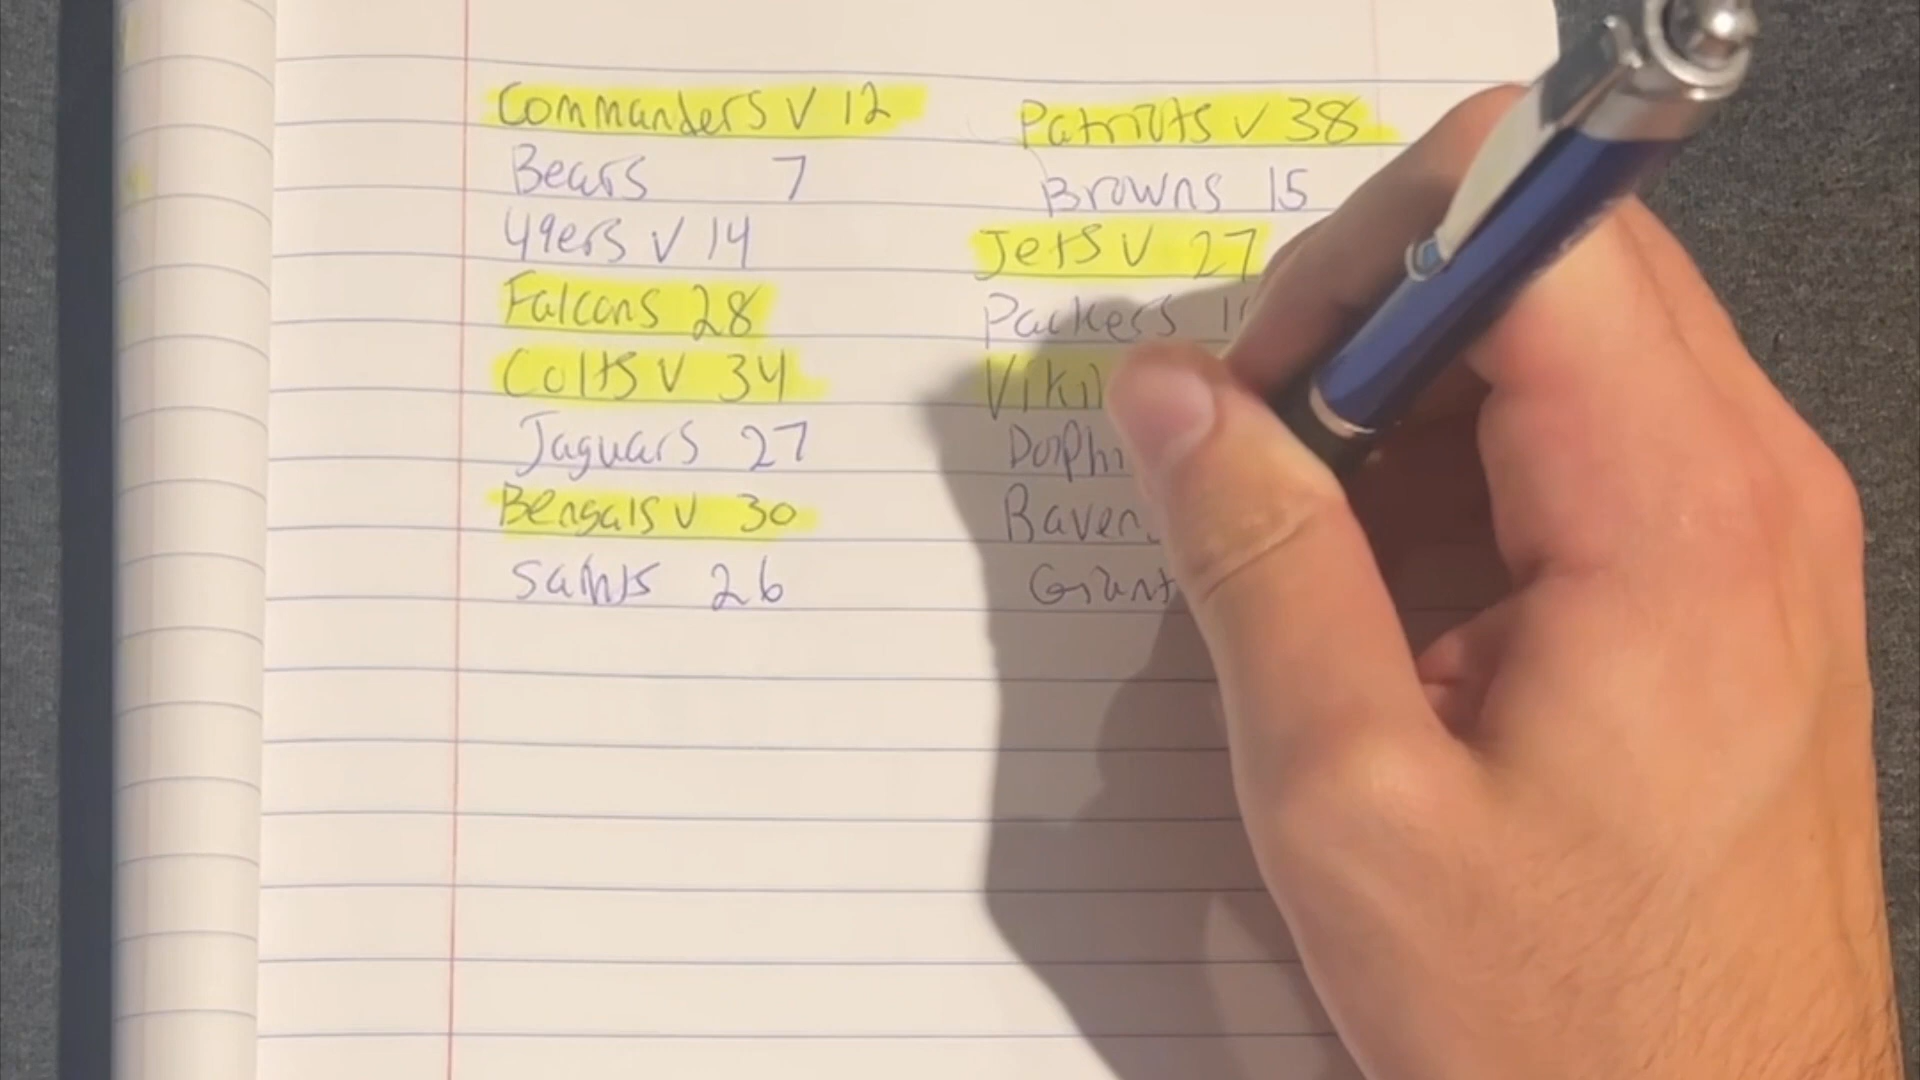 Commanders v 12
Bears 7
49ers v 14
Falcons 28
Colts v 34
Jaguars 27
Bengals v 30
Saints 26
Patriots v 38
Browns 15
Jets v 27
Packers